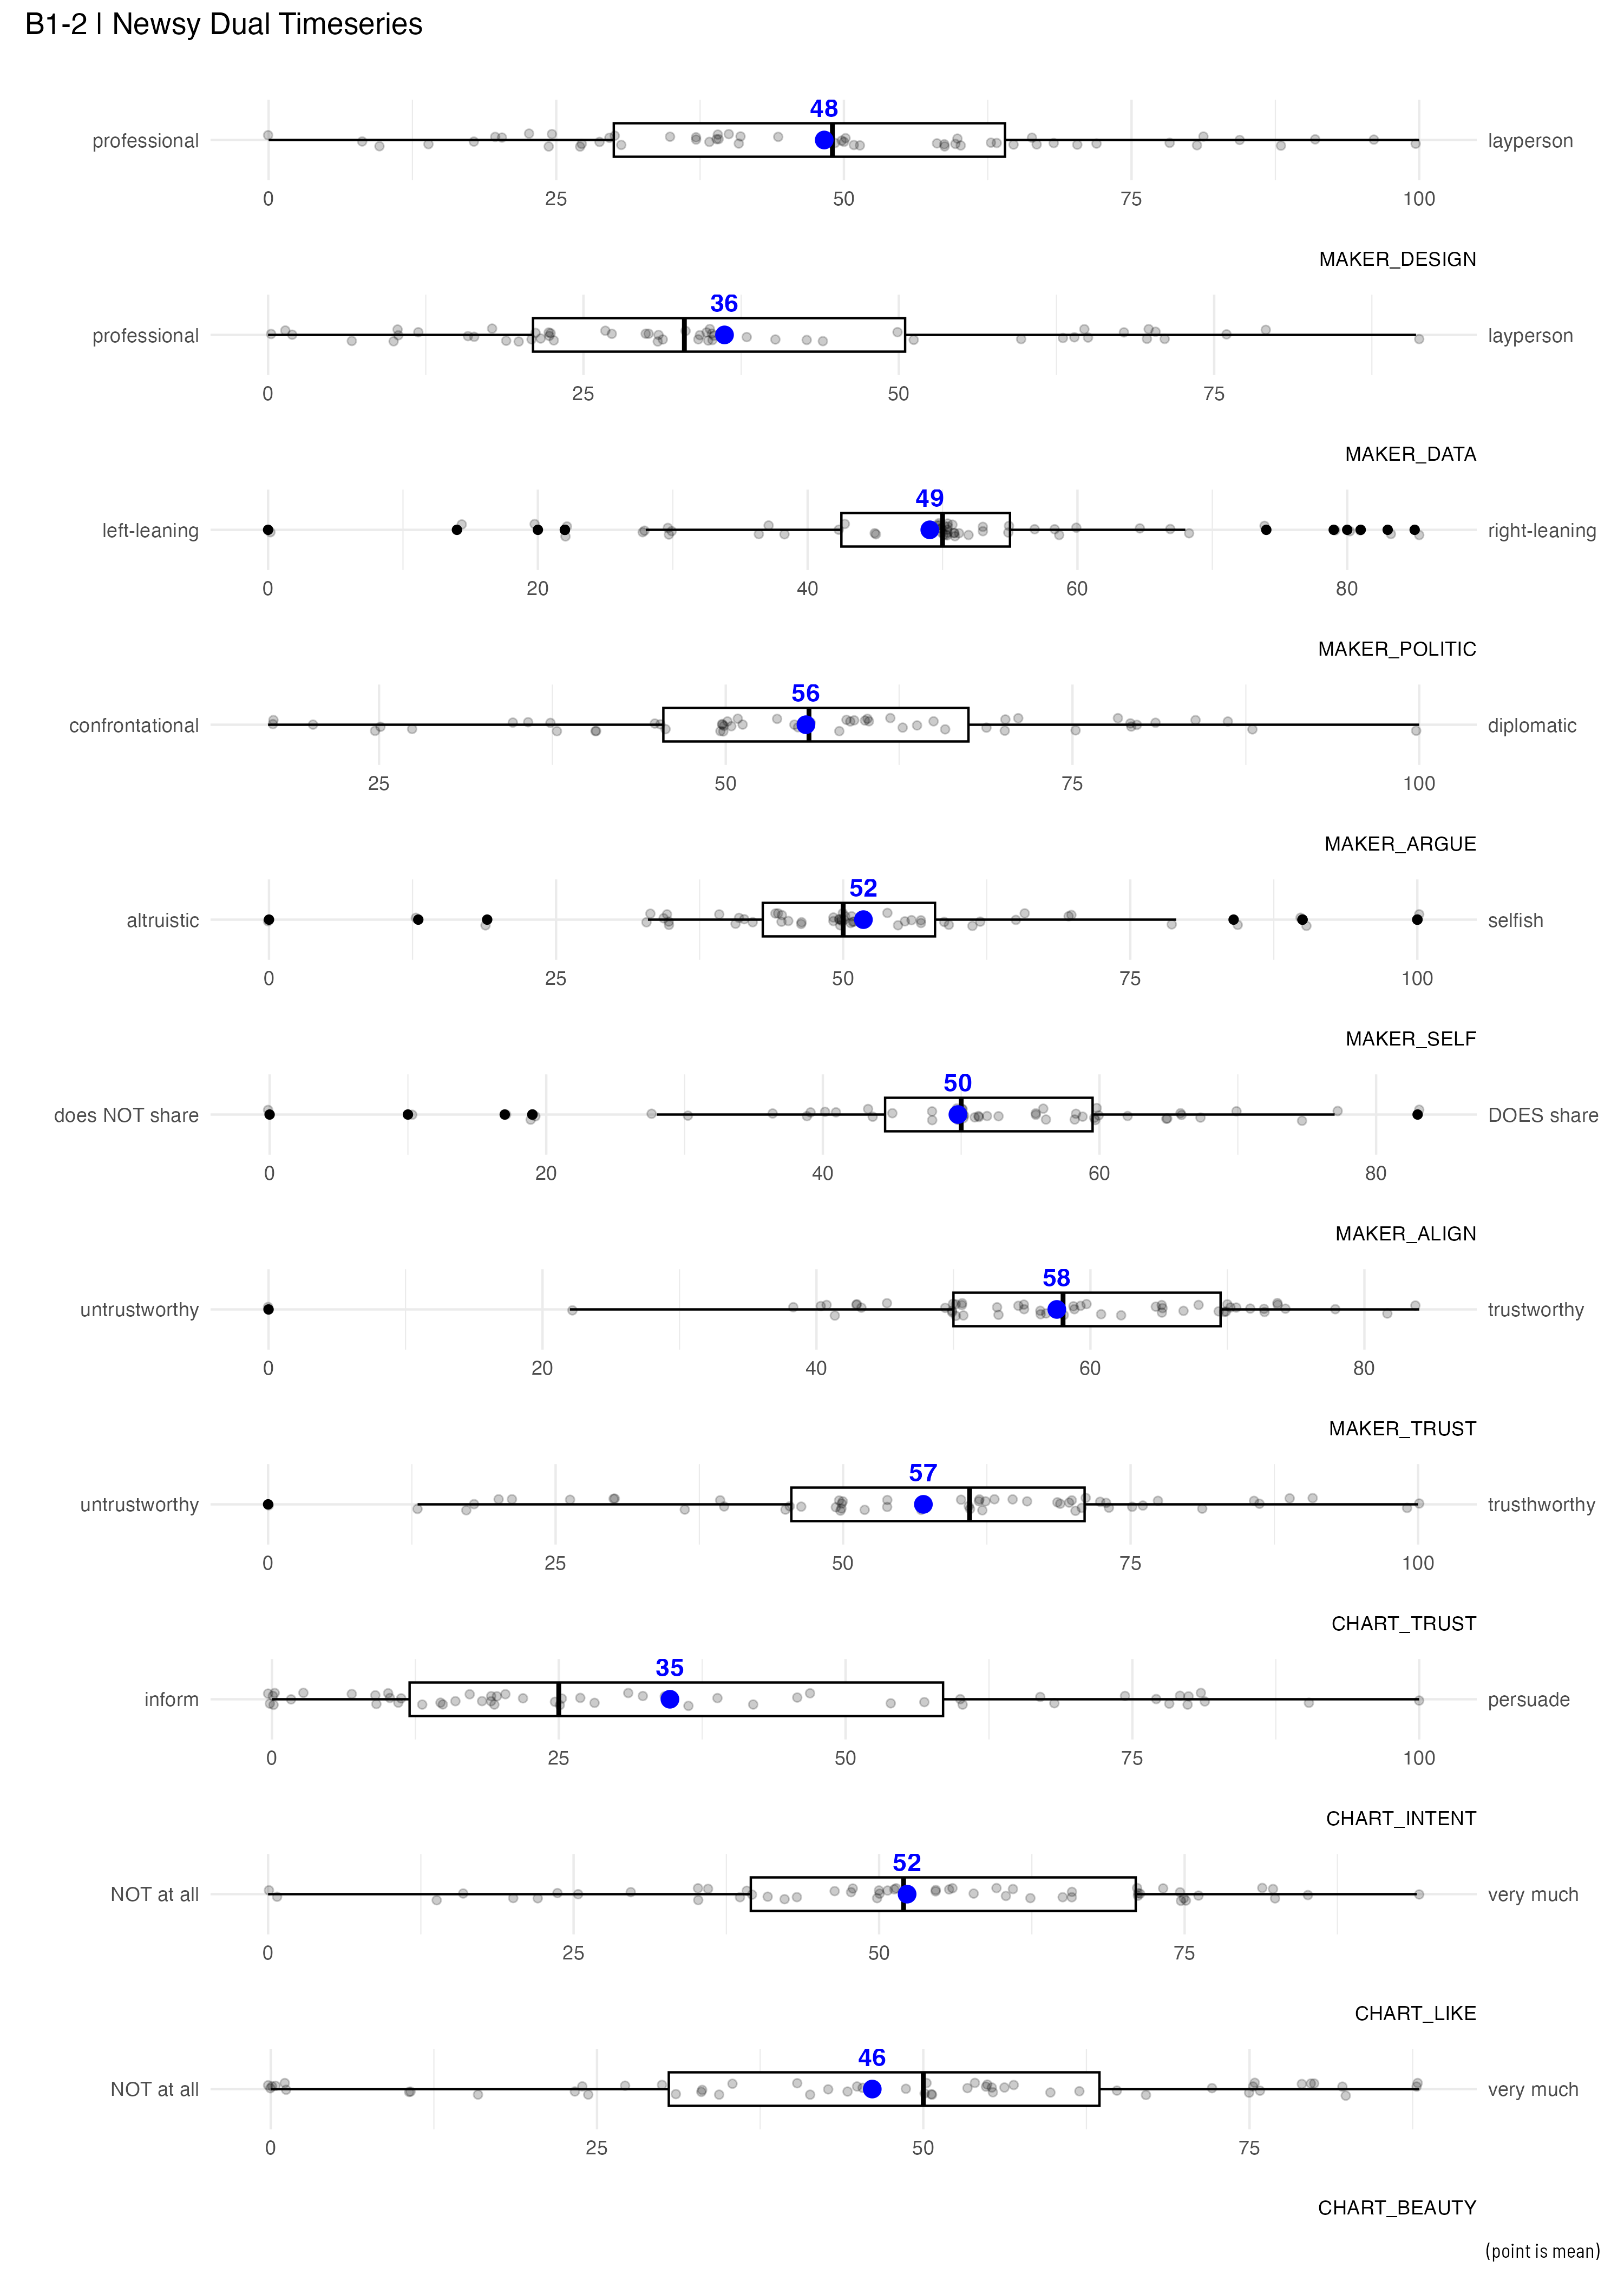 B1-2 | Newsy Dual Timeseries
48
professional layperson
0 25 50 75 100
MAKER_DESIGN
36
professional layperson
0 25 50 75
MAKER_DATA
49
left-leaning right-leaning
0 20 40 60 80
MAKER_POLITIC
56
confrontational diplomatic
25 50 75 100
MAKER_ARGUE
52
altruistic selfish
0 25 50 75 100
MAKER_SELF
50
does NOT share DOES share
0 20 40 60 80
MAKER_ALIGN
58
untrustworthy trustworthy
0 20 40 60 80
MAKER_TRUST
57
untrustworthy trusthworthy
0 25 50 75 100
CHART_TRUST
35
inform persuade
0 25 50 75 100
CHART_INTENT
52
NOT at all very much
0 25 50 75
CHART_LIKE
46
NOT at all very much
0 25 50 75
CHART_BEAUTY
(point is mean)